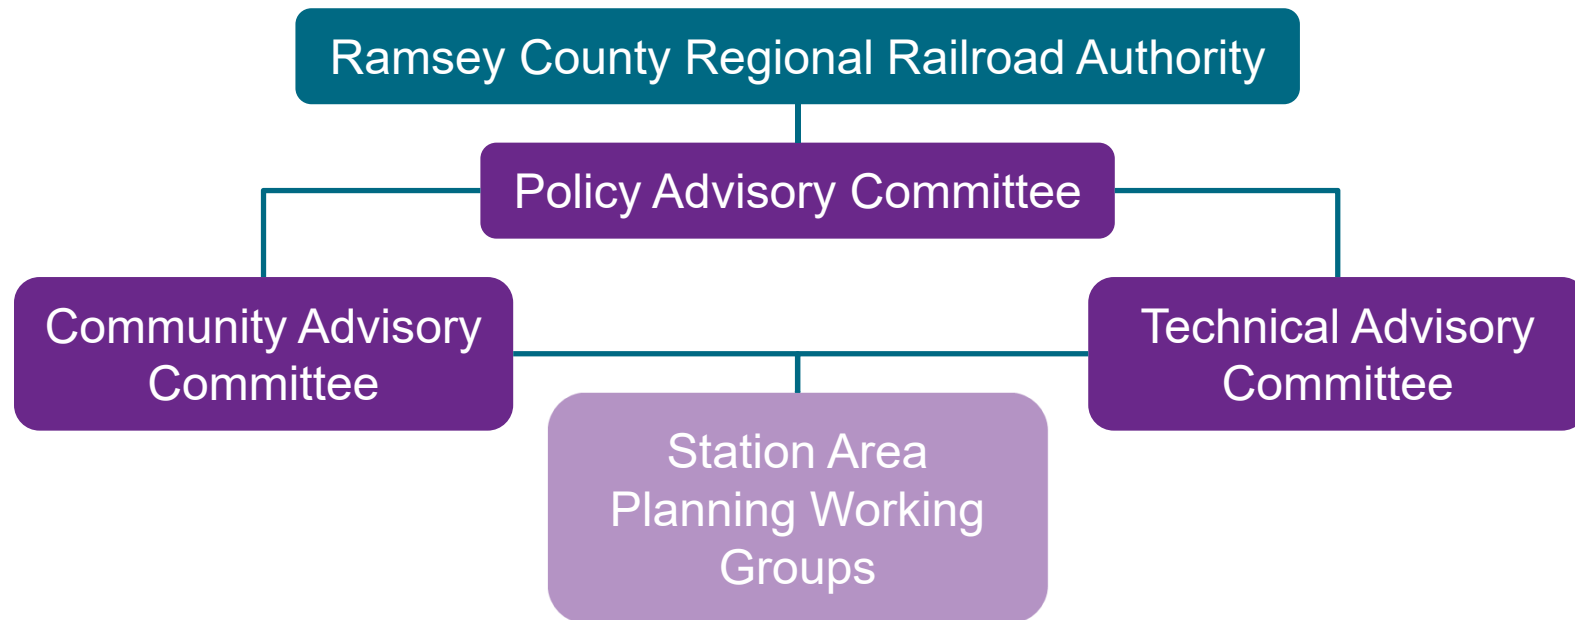 Ramsey County Regional Railroad Authority
Policy Advisory Committee
Community Advisory
Committee
Technical Advisory
Committee
Station Area
Planning Working
Groups